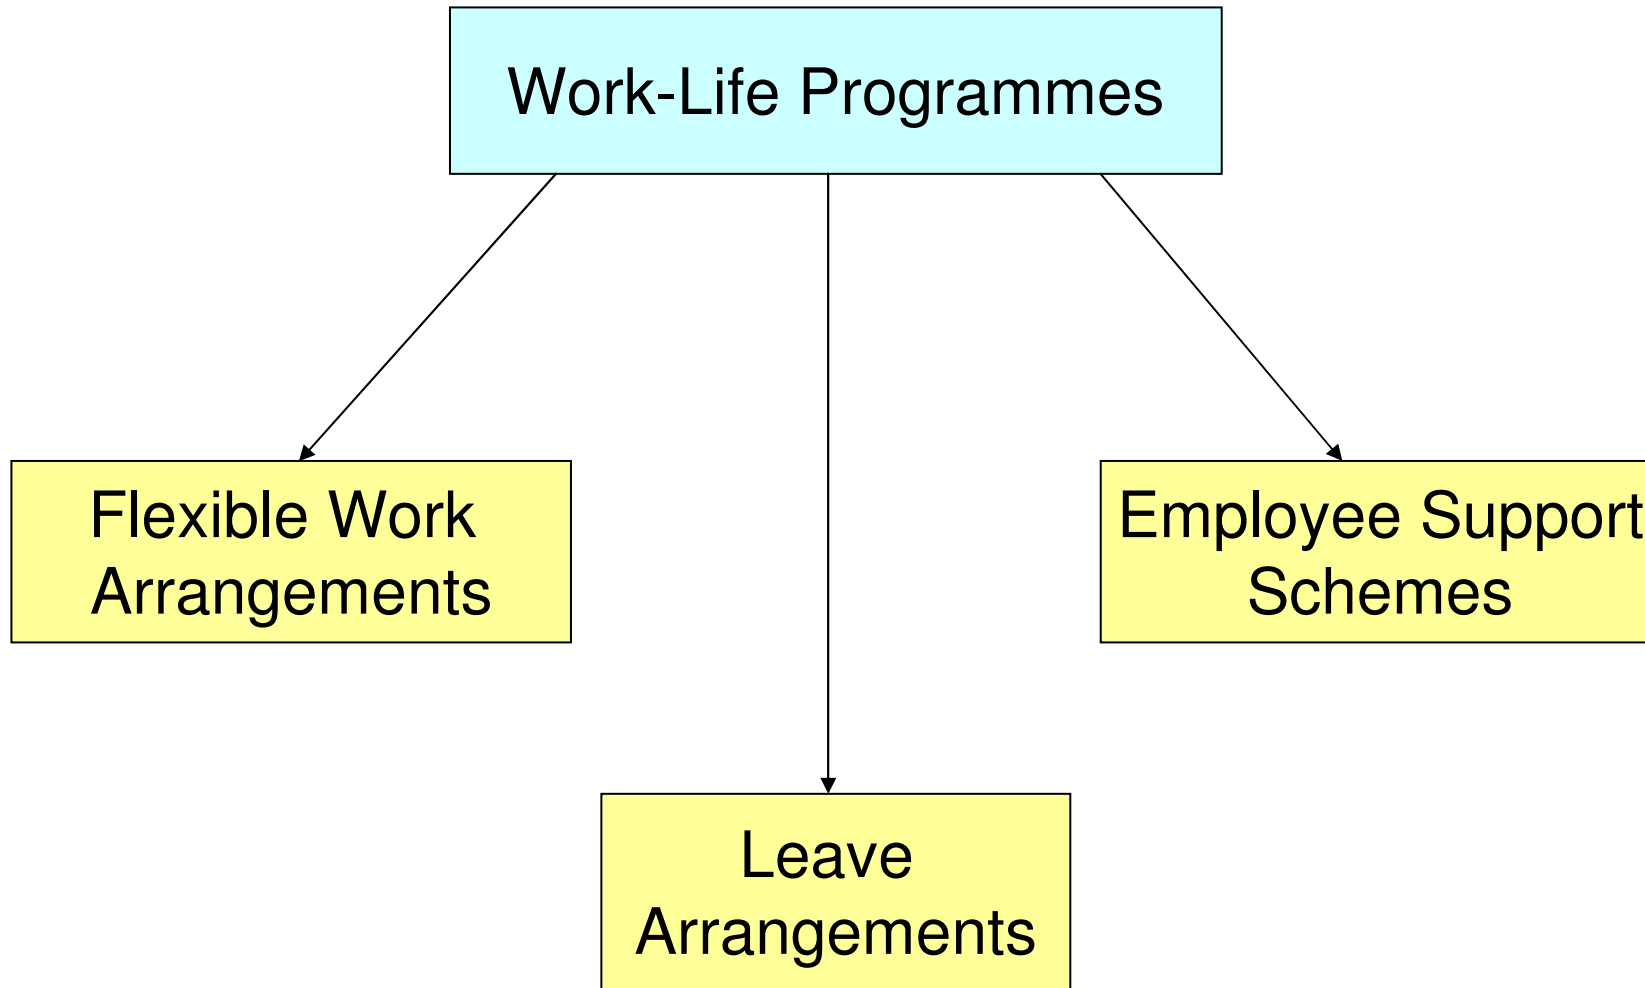 Work-Life Programmes
Flexible Work
Arrangements
Employee Support
Schemes
Leave
Arrangements